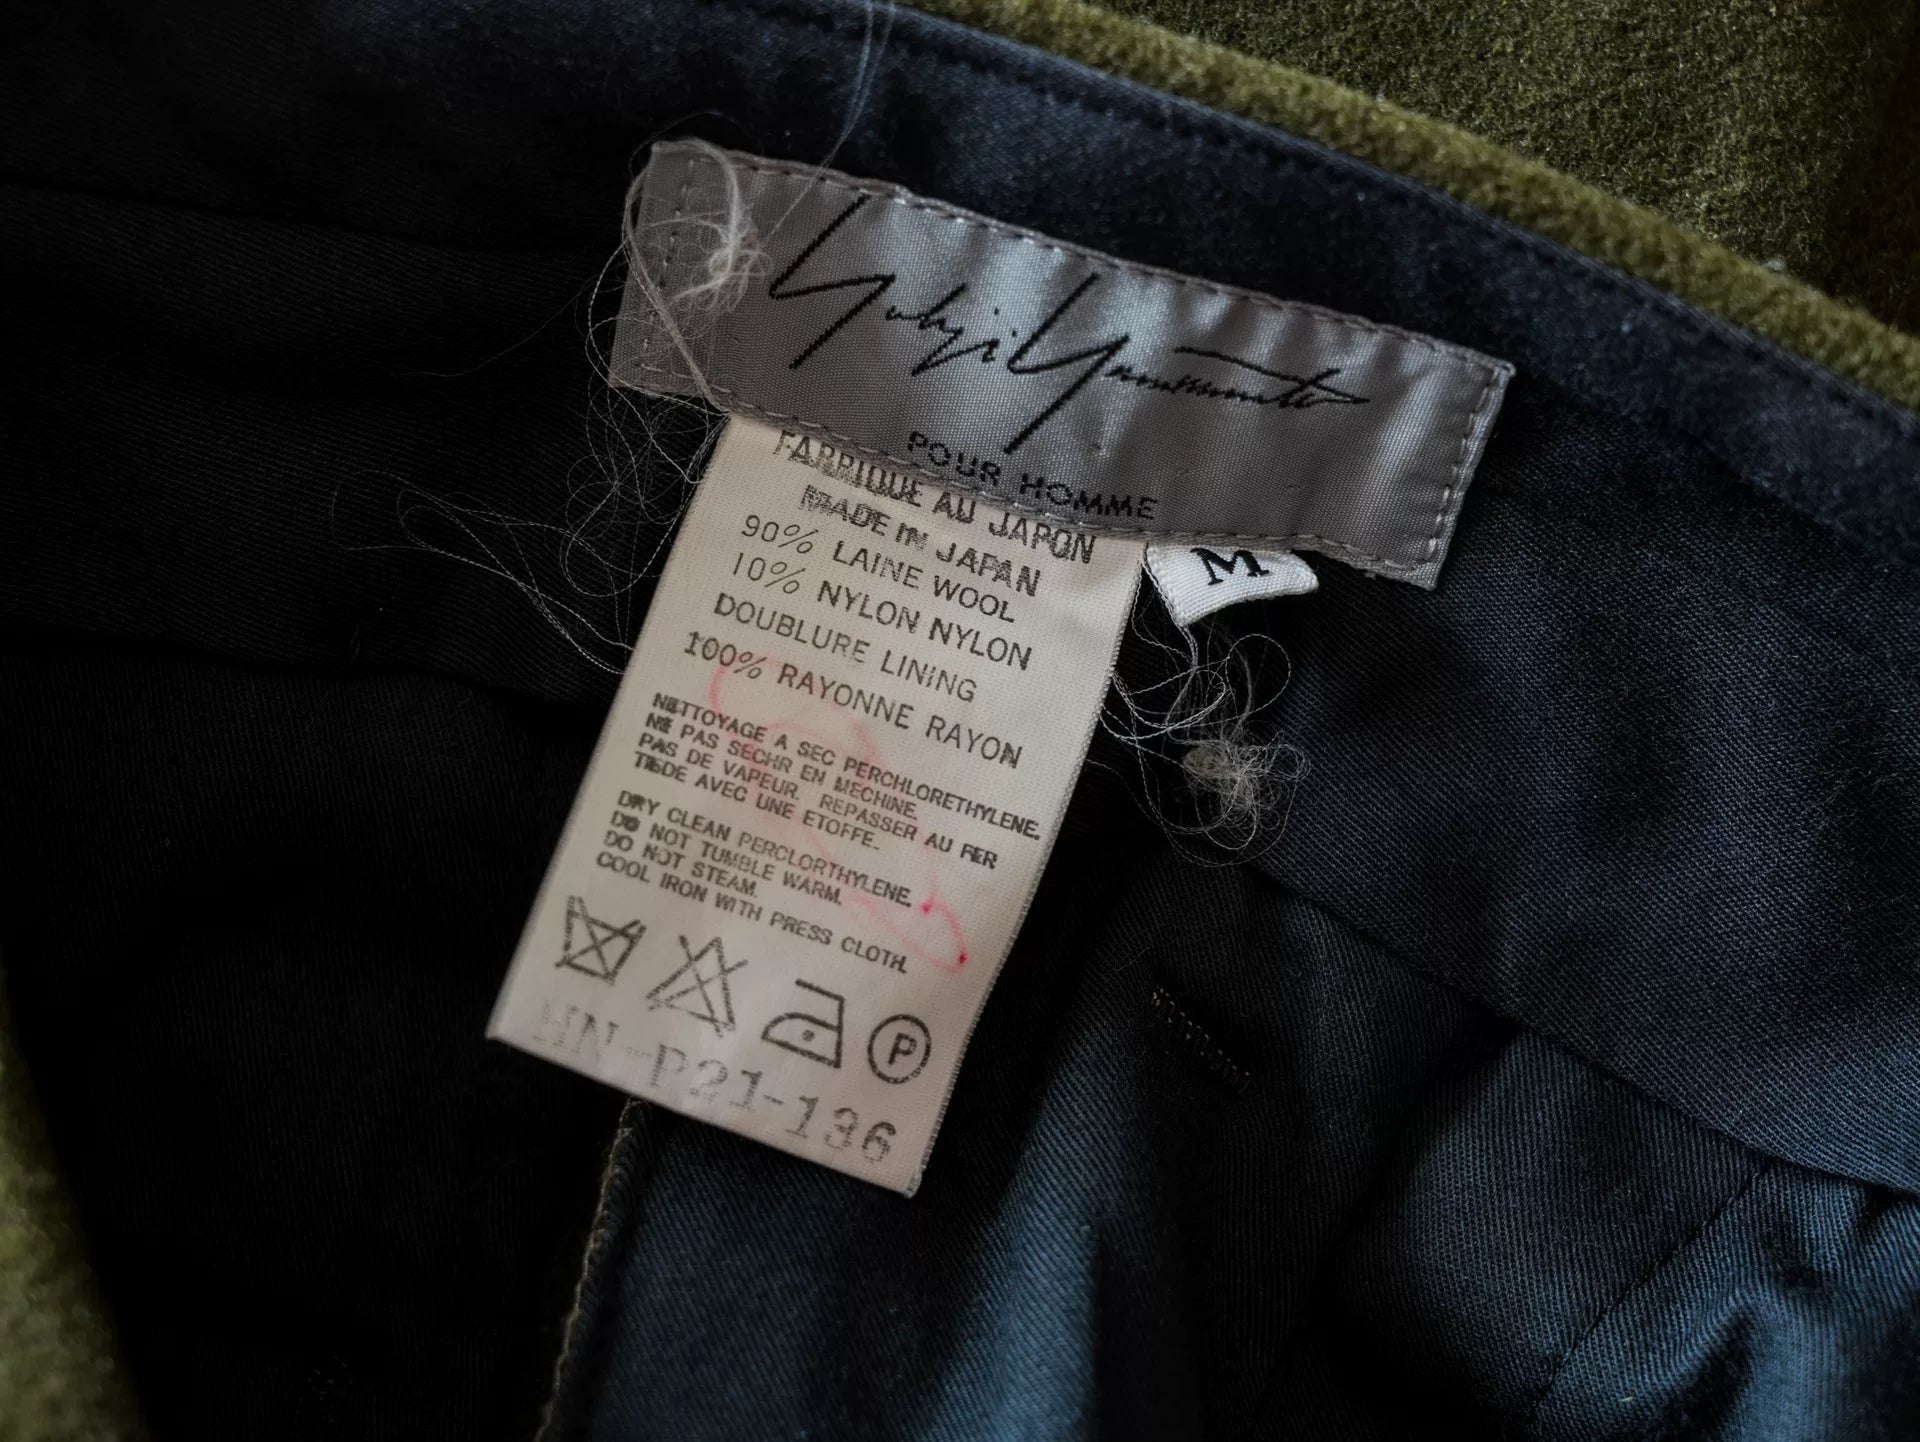 Yohji Yamamoto
POUR HOMME
M
FABRIQUE AU JAPON
MADE IN JAPAN
90% LAINE WOOL
10% NYLON NYLON
DOUBLURE LINING
100% RAYONNE RAYON
NETTOYAGE A SEC PERCHLORETHYLENE.
NE PAS SECHR EN MECHINE.
PAS DE VAPEUR. REPASSER AU FER
TIEDE AVEC UNE ETOFFE.
DRY CLEAN PERCLORTHYLENE.
DO NOT TUMBLE WARM.
DO NOT STEAM.
COOL IRON WITH PRESS CLOTH.
P
HN-P21-136